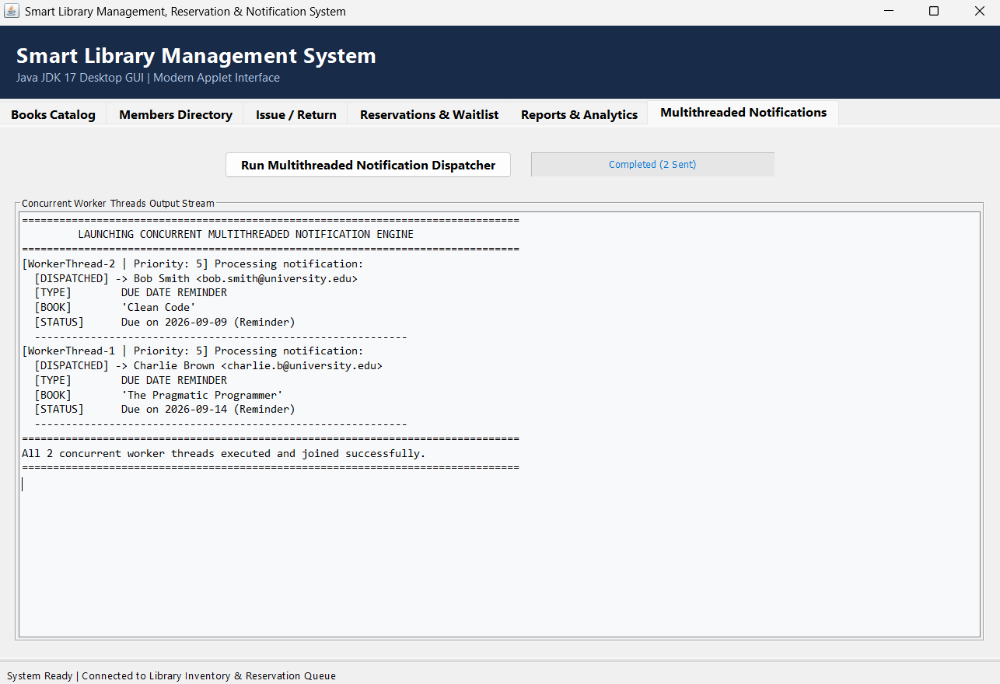 Smart Library Management, Reservation & Notification System
Smart Library Management System
Java JDK 17 Desktop GUI | Modern Applet Interface
Books Catalog Members Directory Issue / Return Reservations & Waitlist Reports & Analytics Multithreaded Notifications
Run Multithreaded Notification Dispatcher Completed (2 Sent)
Concurrent Worker Threads Output Stream
================================================================================
LAUNCHING CONCURRENT MULTITHREADED NOTIFICATION ENGINE
================================================================================
[WorkerThread-2 | Priority: 5] Processing notification:
[DISPATCHED] -> Bob Smith <bob.smith@university.edu>
[TYPE] DUE DATE REMINDER
[BOOK] 'Clean Code'
[STATUS] Due on 2026-09-09 (Reminder)
------------------------------------------------------------
[WorkerThread-1 | Priority: 5] Processing notification:
[DISPATCHED] -> Charlie Brown <charlie.b@university.edu>
[TYPE] DUE DATE REMINDER
[BOOK] 'The Pragmatic Programmer'
[STATUS] Due on 2026-09-14 (Reminder)
------------------------------------------------------------
================================================================================
All 2 concurrent worker threads executed and joined successfully.
================================================================================
System Ready | Connected to Library Inventory & Reservation Queue